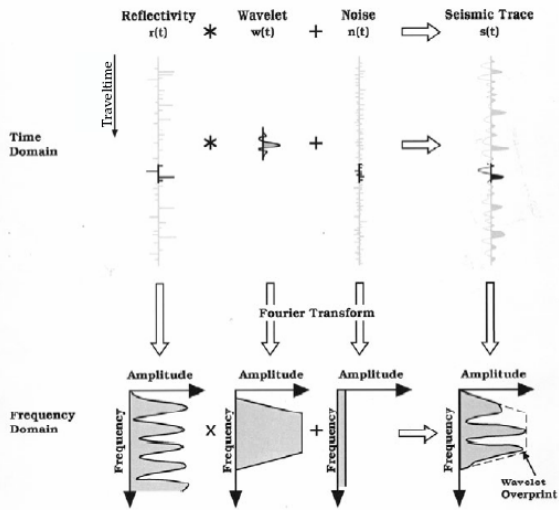 Reflectivity * Wavelet + Noise Seismic Trace
r(t) w(t) n(t) s(t)
Traveltime
Time
Domain
* +
Fourier Transform
Amplitude Amplitude Amplitude Amplitude
Frequency
Domain
Frequency x Frequency + Frequency Frequency
Wavelet
Overprint